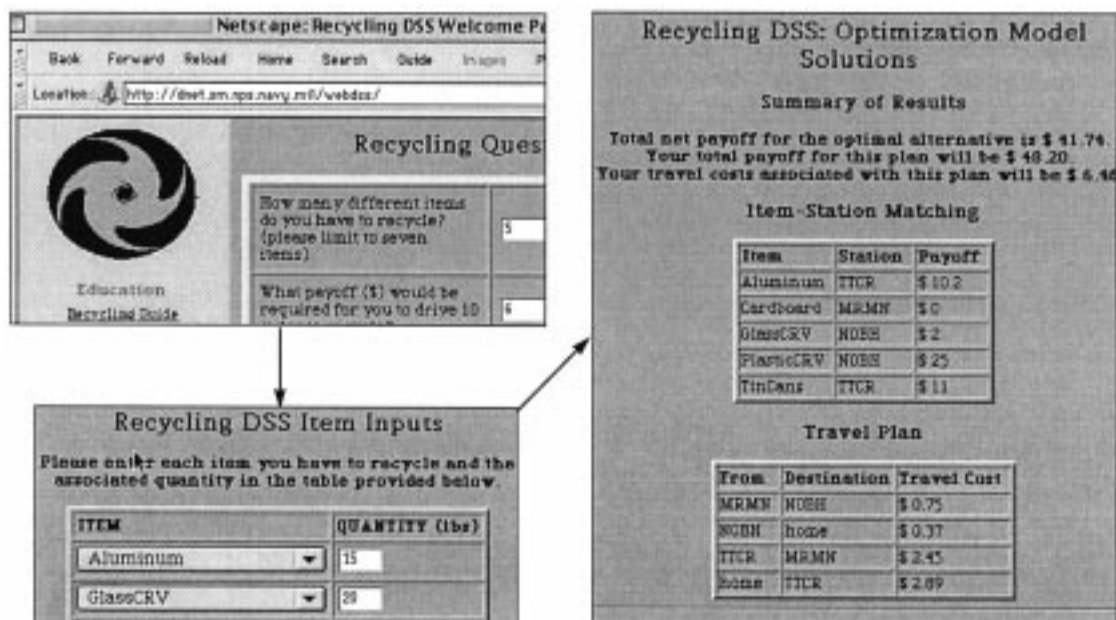 Netscape: Recycling DSS Welcome Pa
Back Forward Reload Home Search Guide Images
Location: http://dnet.sm.nps.navy.mil/webdss/
Recycling Ques
How many different items
do you have to recycle?
(please limit to seven
items)
5
What payoff ($) would be
required for you to drive 10
6
Education
Recycling Guide
Recycling DSS Item Inputs
Please enter each item you have to recycle and the
associated quantity in the table provided below.
ITEM QUANTITY (lbs)
Aluminum 15
GlassCRV 20
Recycling DSS: Optimization Model
Solutions
Summary of Results
Total net payoff for the optimal alternative is $ 41.74.
Your total payoff for this plan will be $ 48.20.
Your travel costs associated with this plan will be $ 6.46
Item-Station Matching
Item Station Payoff
Aluminum TTCR $ 10.2
Cardboard MRMN $ 0
GlassCRV NOBH $ 2
PlasticCRV NOBH $ 25
TinCans TTCR $ 11
Travel Plan
From Destination Travel Cost
MRMN NOBH $ 0.75
NOBH home $ 0.37
TTCR MRMN $ 2.45
home TTCR $ 2.89